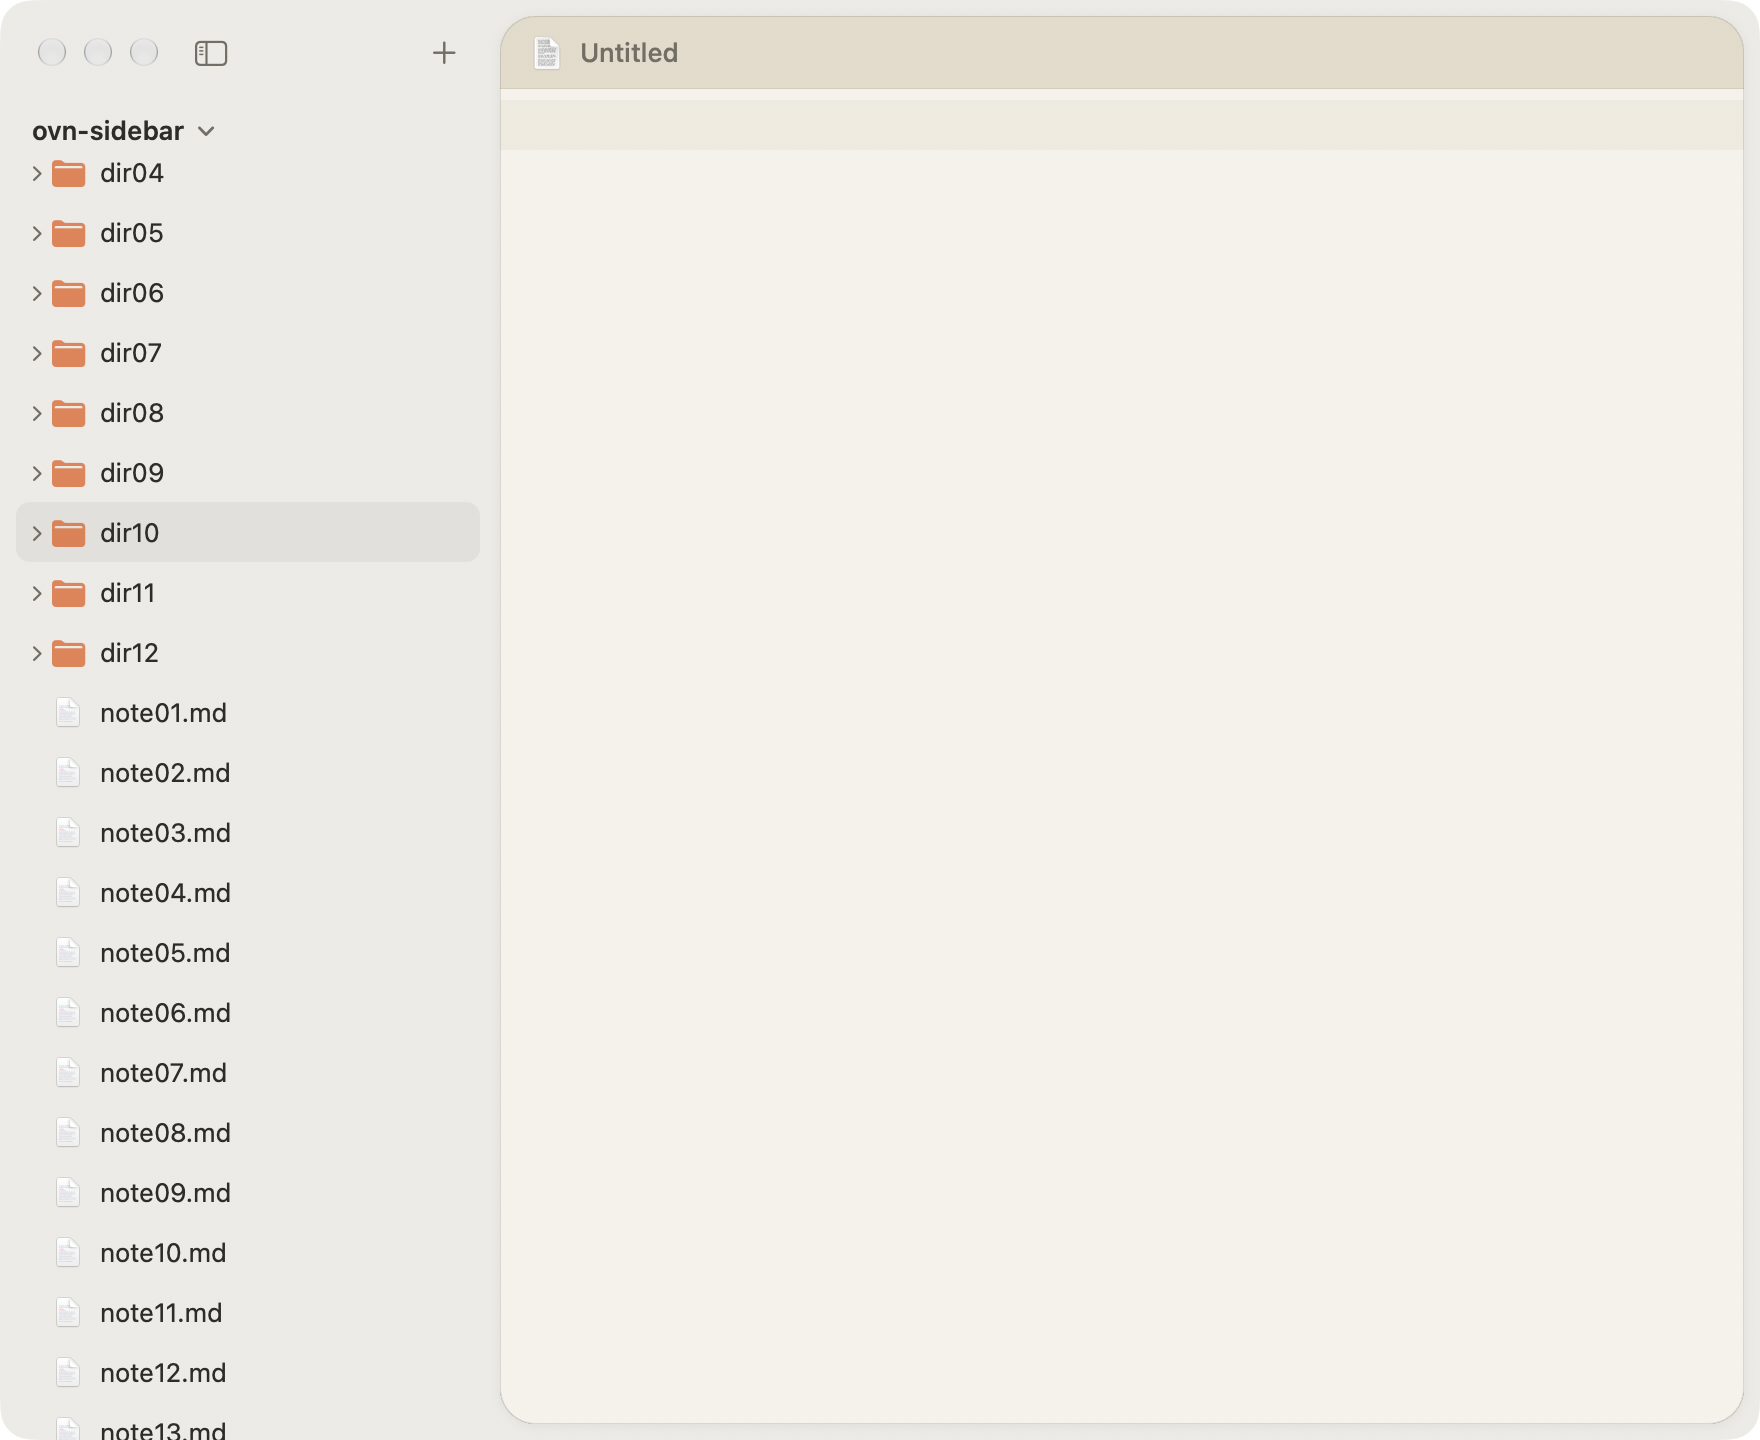 Untitled
ovn-sidebar
dir04
dir05
dir06
dir07
dir08
dir09
dir10
dir11
dir12
note01.md
note02.md
note03.md
note04.md
note05.md
note06.md
note07.md
note08.md
note09.md
note10.md
note11.md
note12.md
note13.md